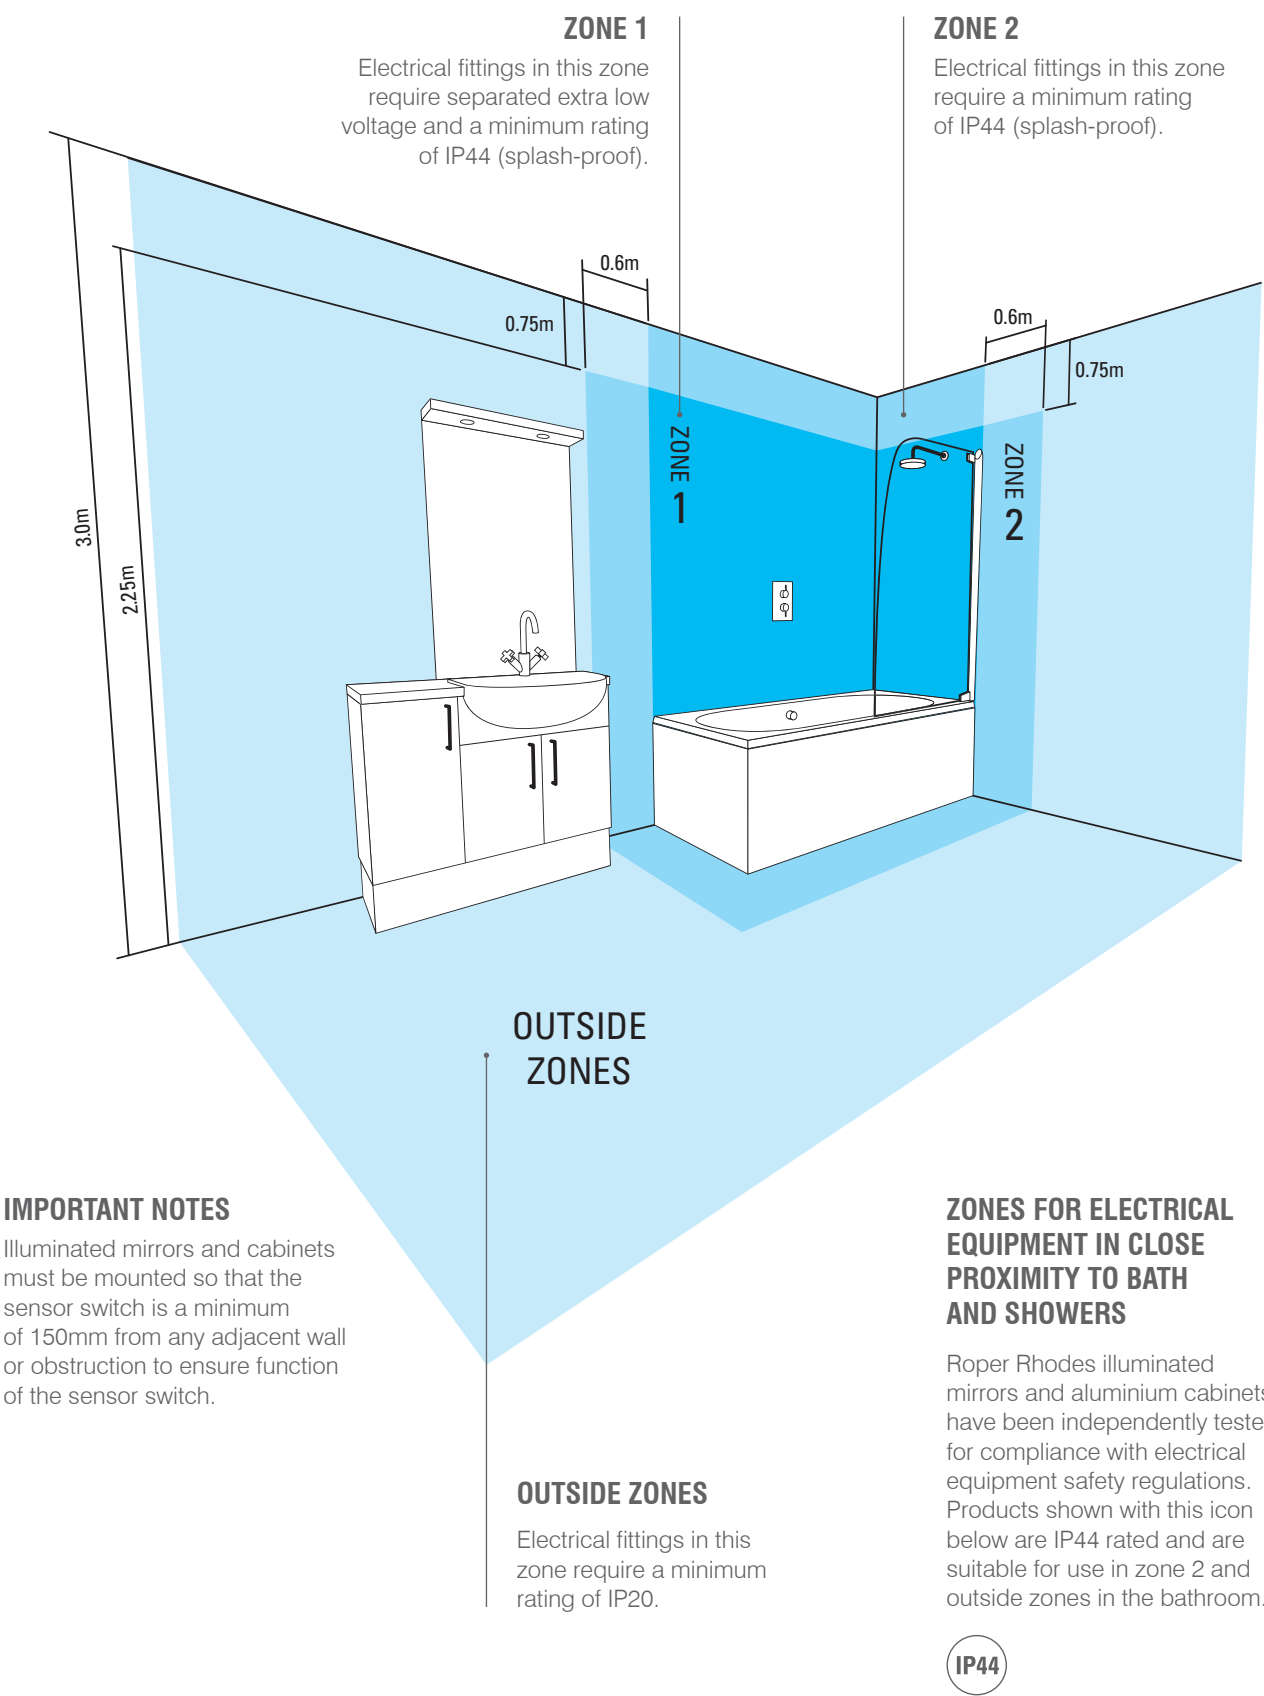 ZONE 1
Electrical fittings in this zone
require separated extra low
voltage and a minimum rating
of IP44 (splash-proof).
ZONE 2
Electrical fittings in this zone
require a minimum rating
of IP44 (splash-proof).
0.6m
0.75m
0.6m
0.75m
3.0m
2.25m
ZONE
1
ZONE
2
OUTSIDE
ZONES
IMPORTANT NOTES
Illuminated mirrors and cabinets
must be mounted so that the
sensor switch is a minimum
of 150mm from any adjacent wall
or obstruction to ensure function
of the sensor switch.
OUTSIDE ZONES
Electrical fittings in this
zone require a minimum
rating of IP20.
ZONES FOR ELECTRICAL
EQUIPMENT IN CLOSE
PROXIMITY TO BATH
AND SHOWERS
Roper Rhodes illuminated
mirrors and aluminium cabinets
have been independently teste
for compliance with electrical
equipment safety regulations.
Products shown with this icon
below are IP44 rated and are
suitable for use in zone 2 and
outside zones in the bathroom.
IP44